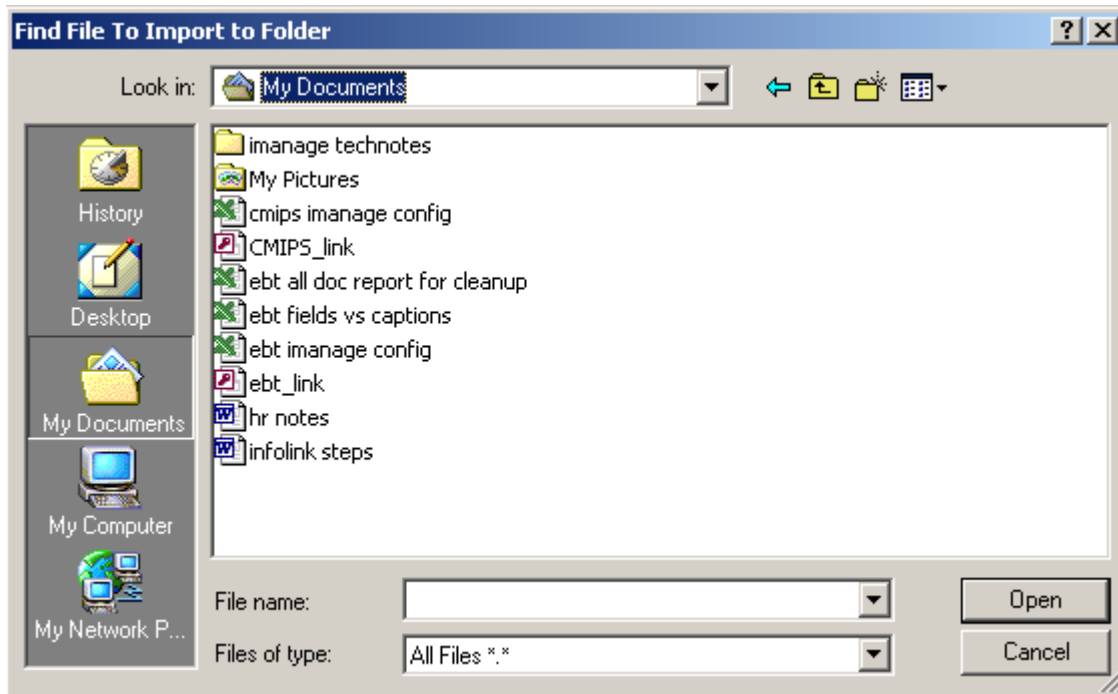 Find File To Import to Folder
Look in: My Documents
History
Desktop
My Documents
My Computer
My Network P...
imanage technotes
My Pictures
cmips imanage config
CMIPS_link
ebt all doc report for cleanup
ebt fields vs captions
ebt imanage config
ebt_link
hr notes
infolink steps
File name:
Open
Files of type: All Files *.*
Cancel